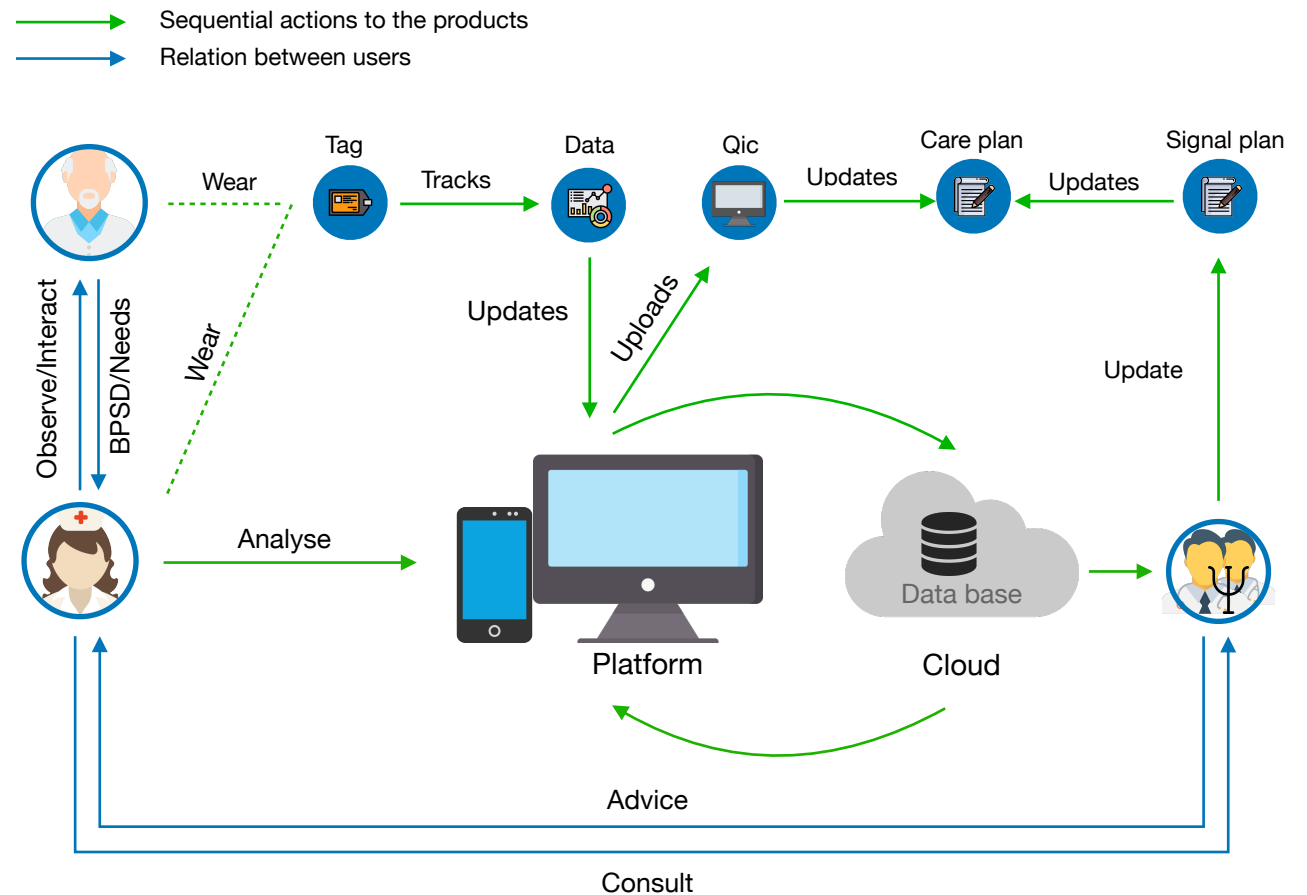 Sequential actions to the products
Relation between users
Tag
Data
Qic
Care plan
Signal plan
Wear
Tracks
Updates
Updates
Observe/Interact
BPSD/Needs
Wear
Updates
Uploads
Update
Analyse
Data base
Platform
Cloud
Advice
Consult